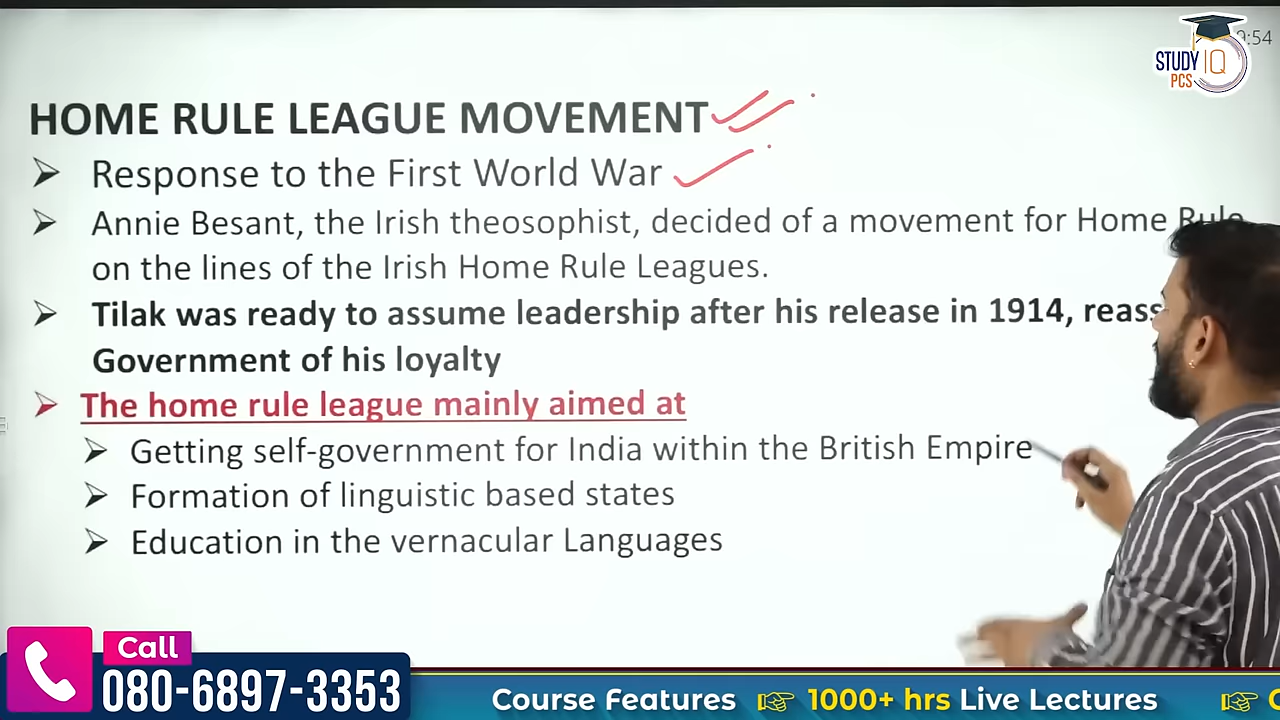 STUDY IQ
PCS
9:54
HOME RULE LEAGUE MOVEMENT
➢ Response to the First World War
➢ Annie Besant, the Irish theosophist, decided of a movement for Home Rule
on the lines of the Irish Home Rule Leagues.
➢ Tilak was ready to assume leadership after his release in 1914,
Government of his loyalty
➢ The home rule league mainly aimed at
➢ Getting self-government for India within the British Empire
➢ Formation of linguistic based states
➢ Education in the vernacular Languages
Call
080-6897-3353
Course Features 1000+ hrs Live Lectures